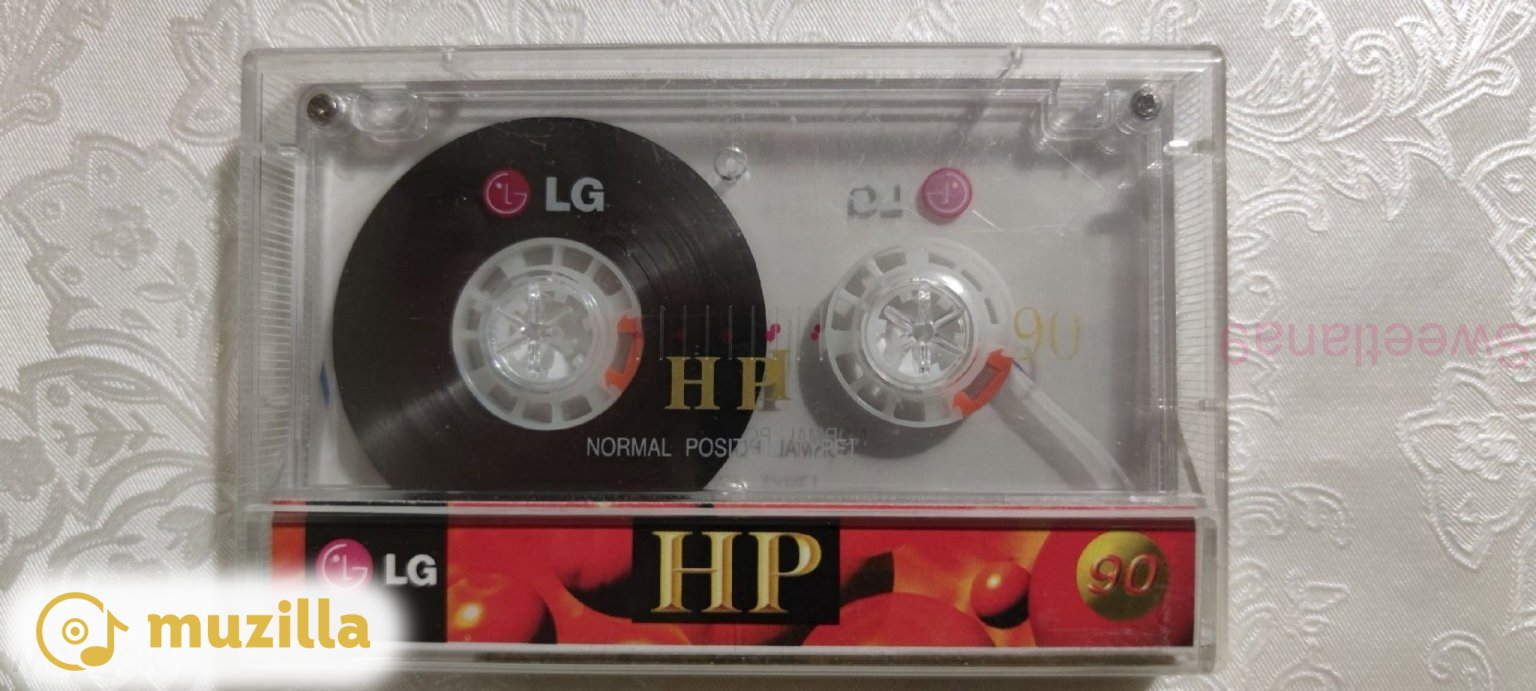 LG
LG
90
Sweetlana9
HP
NORMAL POSITION
LG HP 90
muzilla